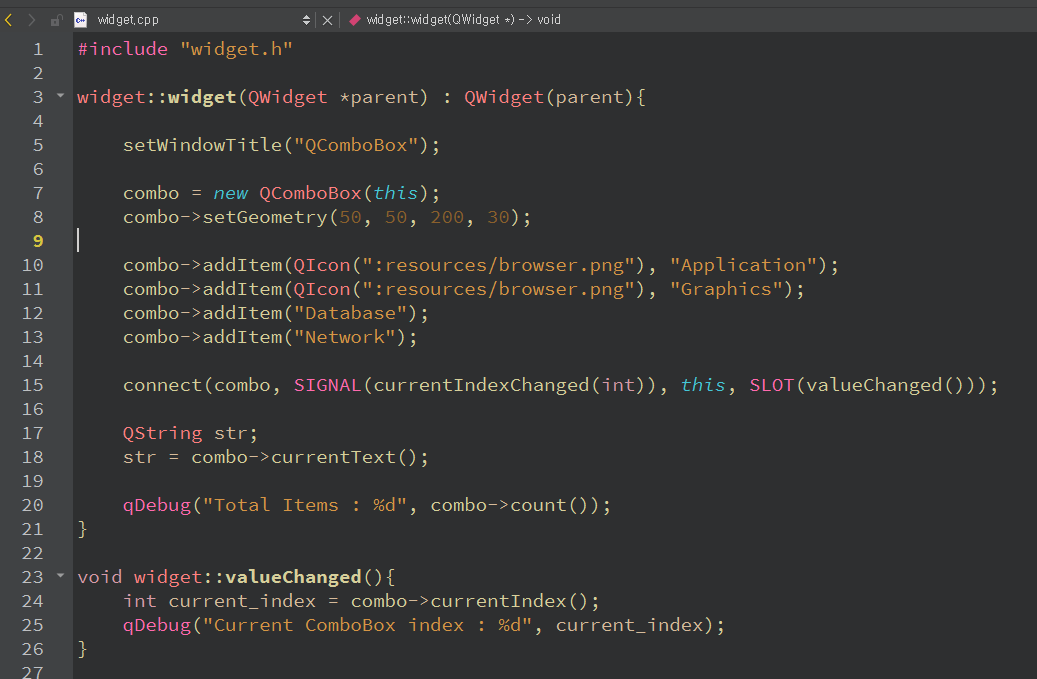 widget.cpp widget::widget(QWidget *) -> void
1 #include "widget.h"
2
3 widget::widget(QWidget *parent) : QWidget(parent){
4
5 setWindowTitle("QComboBox");
6
7 combo = new QComboBox(this);
8 combo->setGeometry(50, 50, 200, 30);
9
10 combo->addItem(QIcon(":resources/browser.png"), "Application");
11 combo->addItem(QIcon(":resources/browser.png"), "Graphics");
12 combo->addItem("Database");
13 combo->addItem("Network");
14
15 connect(combo, SIGNAL(currentIndexChanged(int)), this, SLOT(valueChanged()));
16
17 QString str;
18 str = combo->currentText();
19
20 qDebug("Total Items : %d", combo->count());
21 }
22
23 void widget::valueChanged(){
24 int current_index = combo->currentIndex();
25 qDebug("Current ComboBox index : %d", current_index);
26 }
27